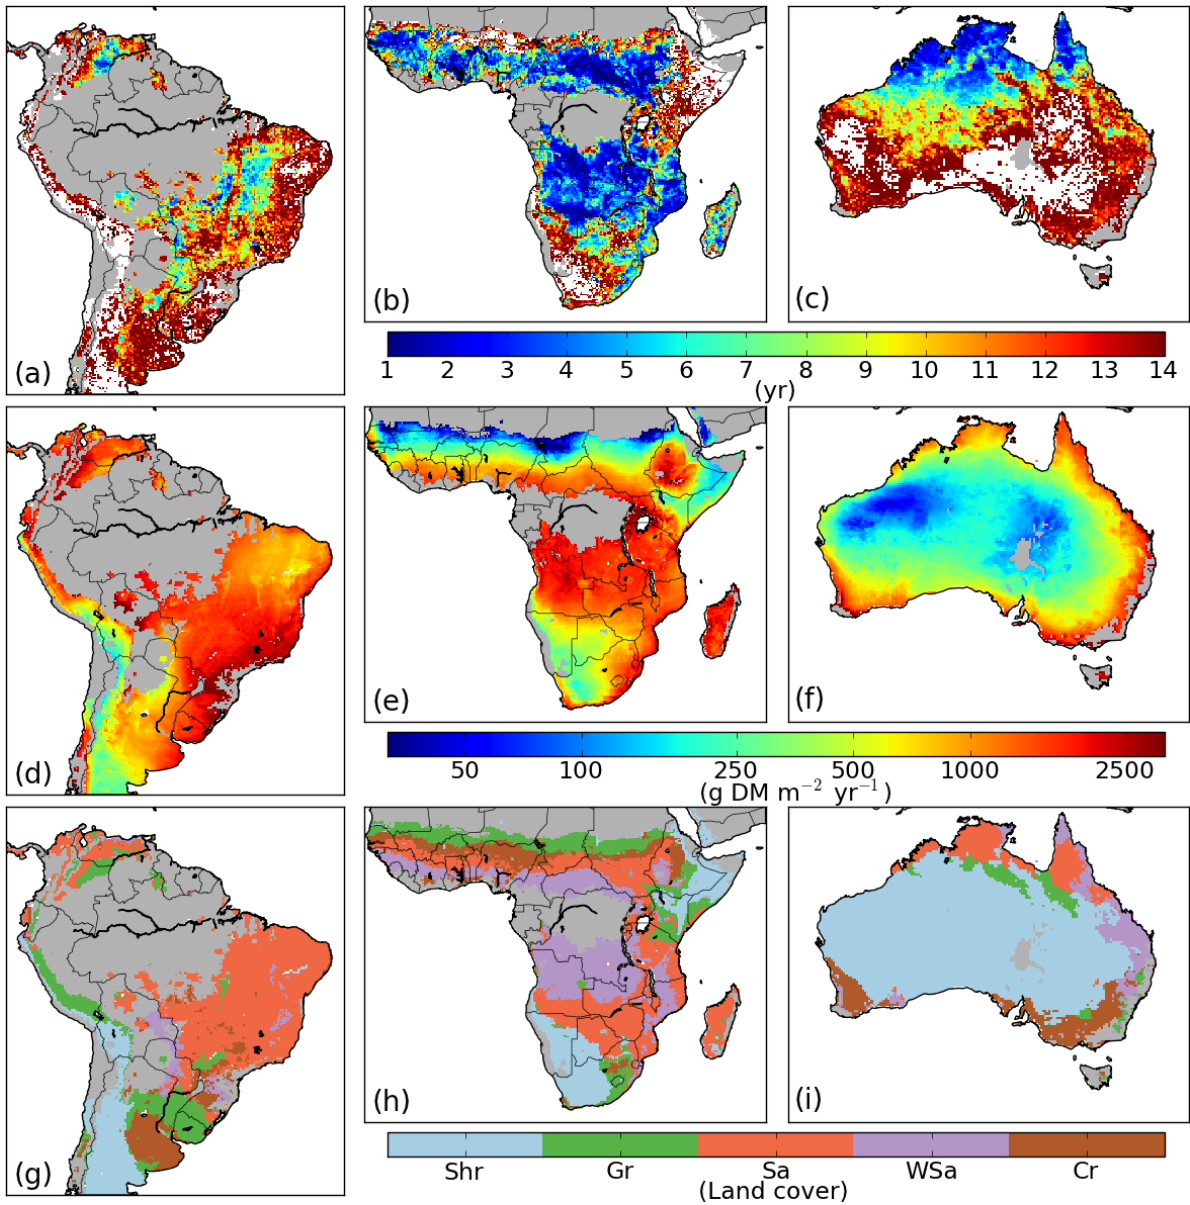 (a)
(b)
(c)
1 2 3 4 5 6 7 8 9 10 11 12 13 14
(yr)
(d)
(e)
(f)
50 100 250 500 1000 2500
(g DM m⁻² yr⁻¹)
(g)
(h)
(i)
Shr Gr Sa WSa Cr
(Land cover)